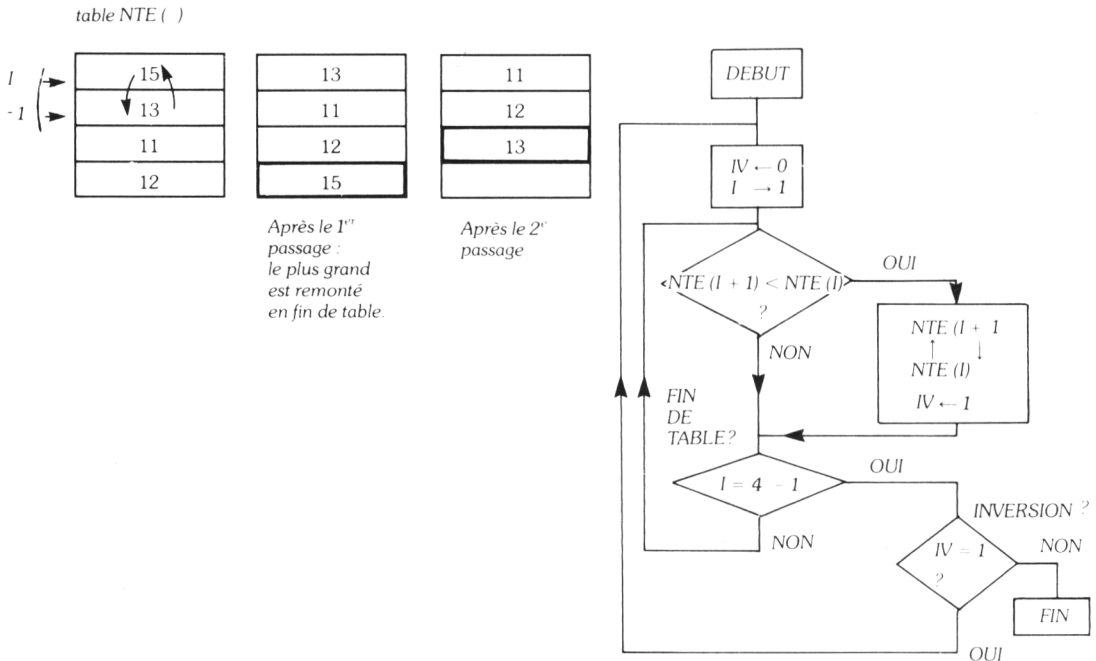 table NTE ( )
I
- 1
15
13
11
12
13
11
12
15
Après le 1er
passage :
le plus grand
est remonté
en fin de table.
11
12
13
Après le 2e
passage
DEBUT
IV ← 0
I → 1
NTE (I + 1) < NTE (I)
?
OUI
NON
NTE (I + 1
↑ ↓
NTE (I)
IV ← 1
FIN
DE
TABLE ?
I = 4 - 1
OUI
NON
INVERSION ?
IV = 1
?
NON
FIN
OUI